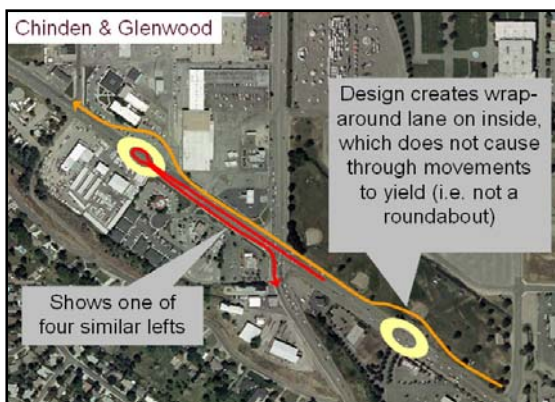 Chinden & Glenwood
Design creates wrap-
around lane on inside,
which does not cause
through movements
to yield (i.e. not a
roundabout)
Shows one of
four similar lefts